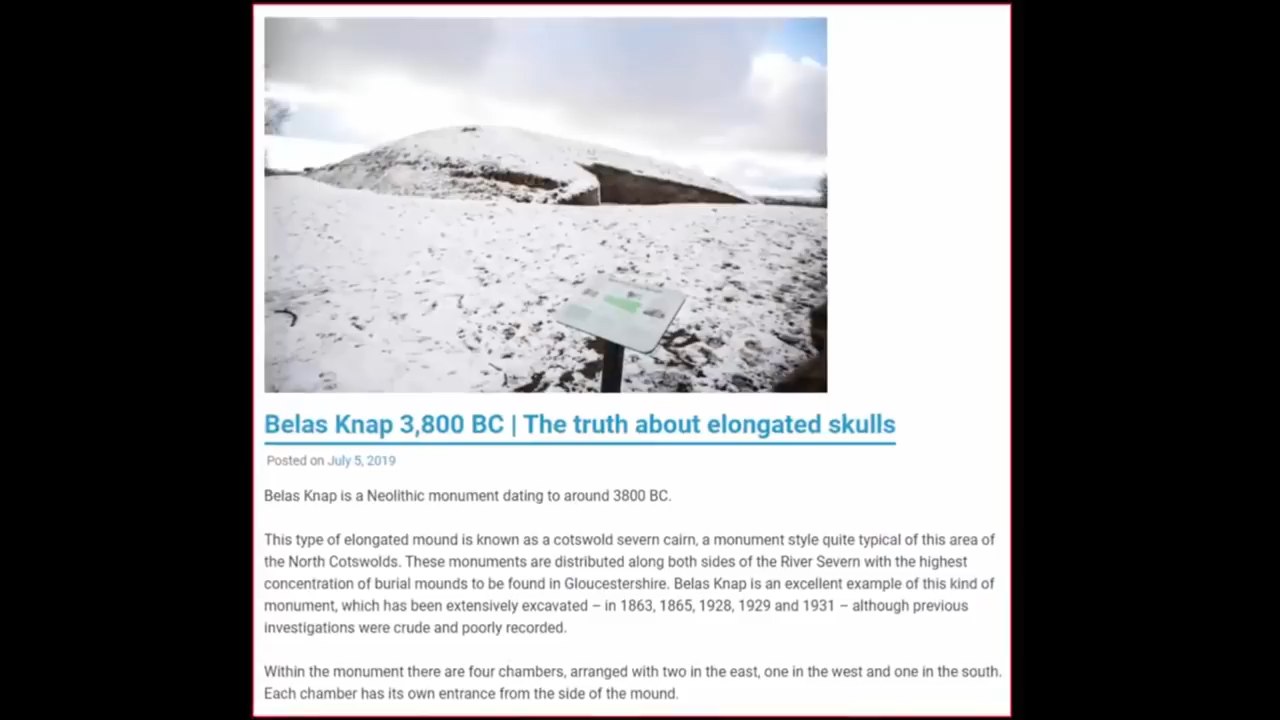 Belas Knap 3,800 BC | The truth about elongated skulls
Posted on July 5, 2019
Belas Knap is a Neolithic monument dating to around 3800 BC.
This type of elongated mound is known as a cotswold severn cairn, a monument style quite typical of this area of
the North Cotswolds. These monuments are distributed along both sides of the River Severn with the highest
concentration of burial mounds to be found in Gloucestershire. Belas Knap is an excellent example of this kind of
monument, which has been extensively excavated – in 1863, 1865, 1928, 1929 and 1931 – although previous
investigations were crude and poorly recorded.
Within the monument there are four chambers, arranged with two in the east, one in the west and one in the south.
Each chamber has its own entrance from the side of the mound.